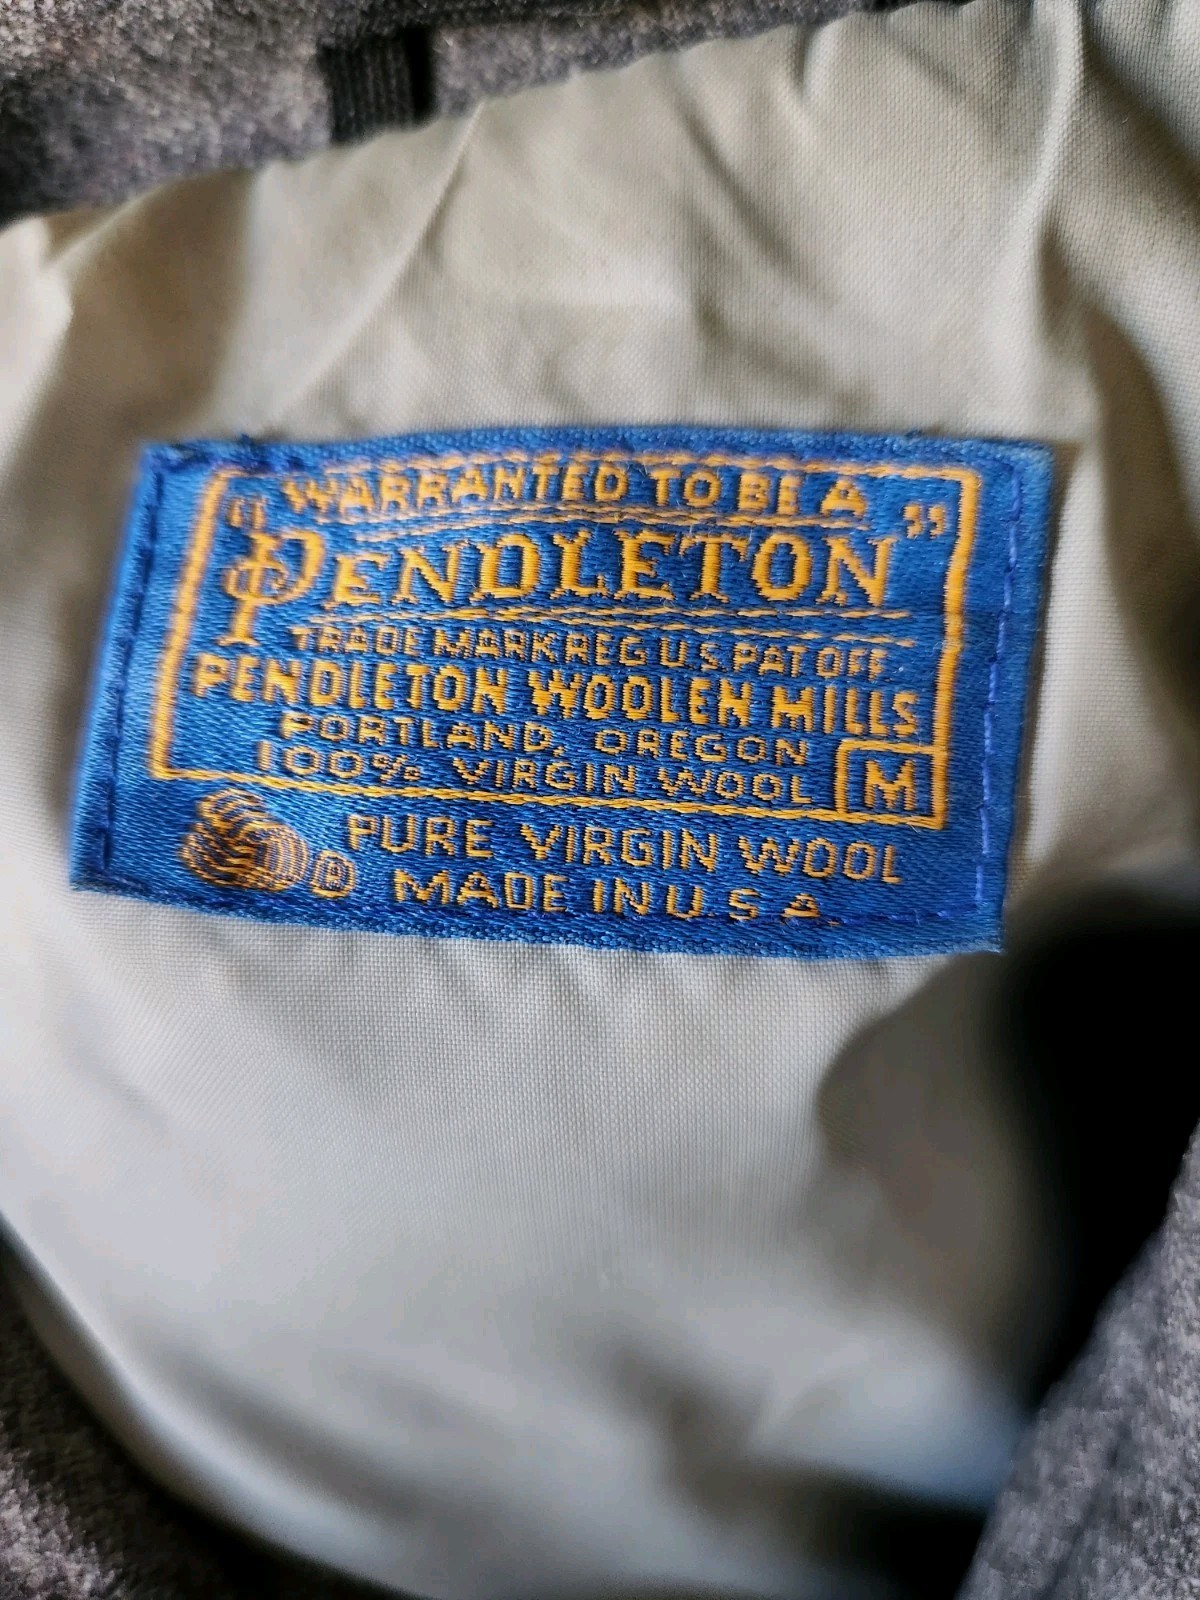 WARRANTED TO BE A
"PENDLETON"
TRADE MARK REG U.S. PAT OFF.
PENDLETON WOOLEN MILLS
PORTLAND, OREGON
100% VIRGIN WOOL M
PURE VIRGIN WOOL
® MADE IN U.S.A.